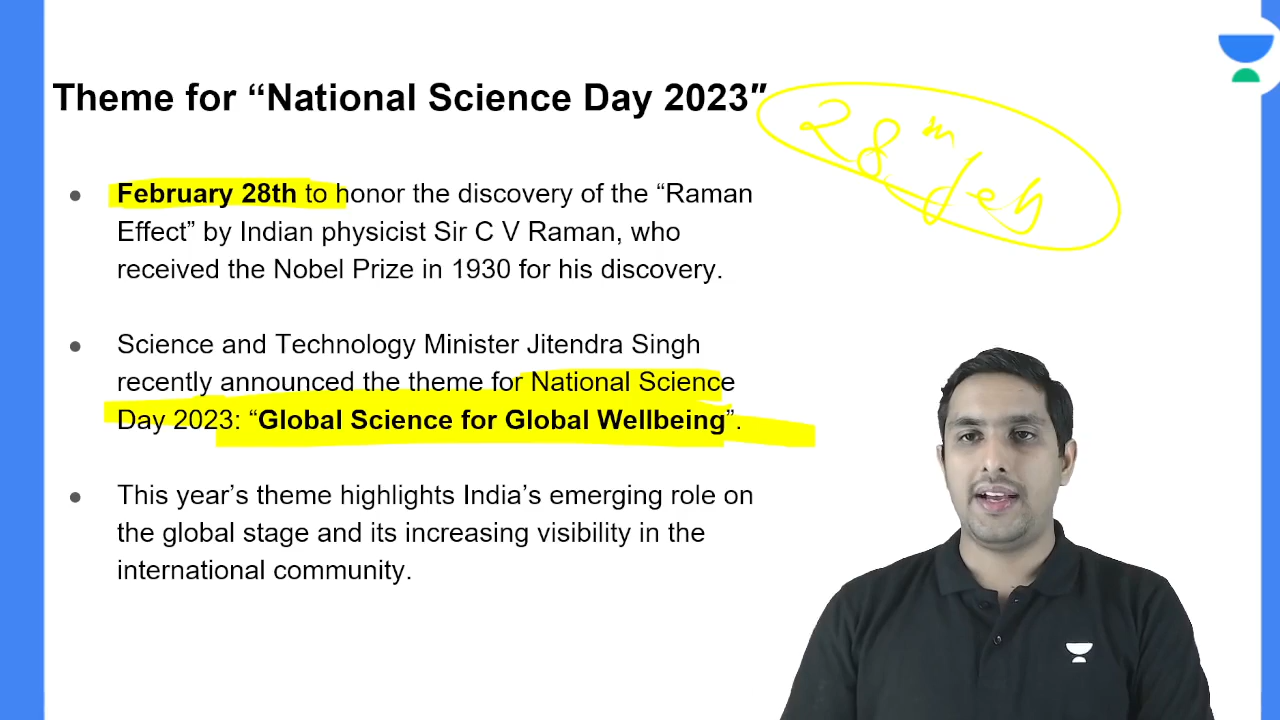 Theme for “National Science Day 2023”
28th feb
● February 28th to honor the discovery of the “Raman
Effect” by Indian physicist Sir C V Raman, who
received the Nobel Prize in 1930 for his discovery.
● Science and Technology Minister Jitendra Singh
recently announced the theme for National Science
Day 2023: “Global Science for Global Wellbeing”.
● This year’s theme highlights India’s emerging role on
the global stage and its increasing visibility in the
international community.